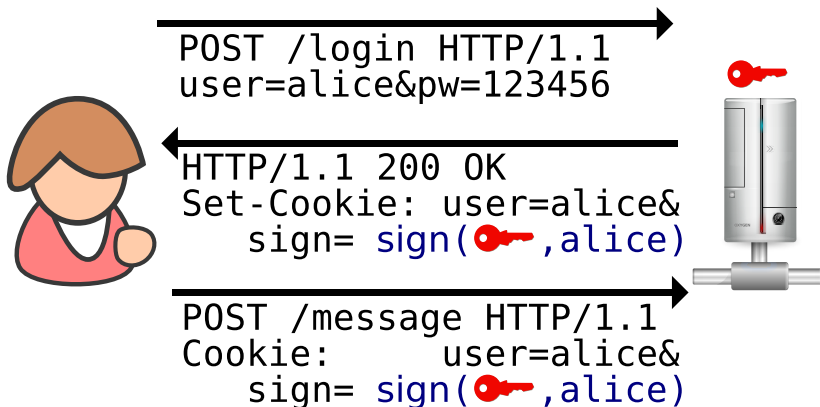 POST /login HTTP/1.1
user=alice&pw=123456
HTTP/1.1 200 OK
Set-Cookie: user=alice&
sign= sign( ,alice)
POST /message HTTP/1.1
Cookie: user=alice&
sign= sign( ,alice)